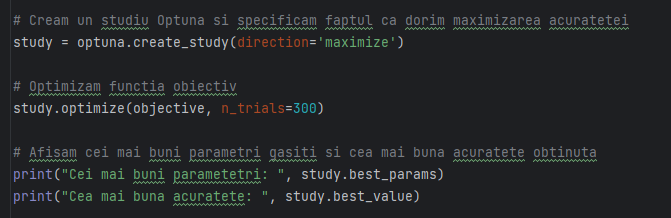 # Cream un studiu Optuna si specificam faptul ca dorim maximizarea acuratetei
study = optuna.create_study(direction='maximize')
# Optimizam functia obiectiv
study.optimize(objective, n_trials=300)
# Afisam cei mai buni parametri gasiti si cea mai buna acuratete obtinuta
print("Cei mai buni parametetri: ", study.best_params)
print("Cea mai buna acuratete: ", study.best_value)